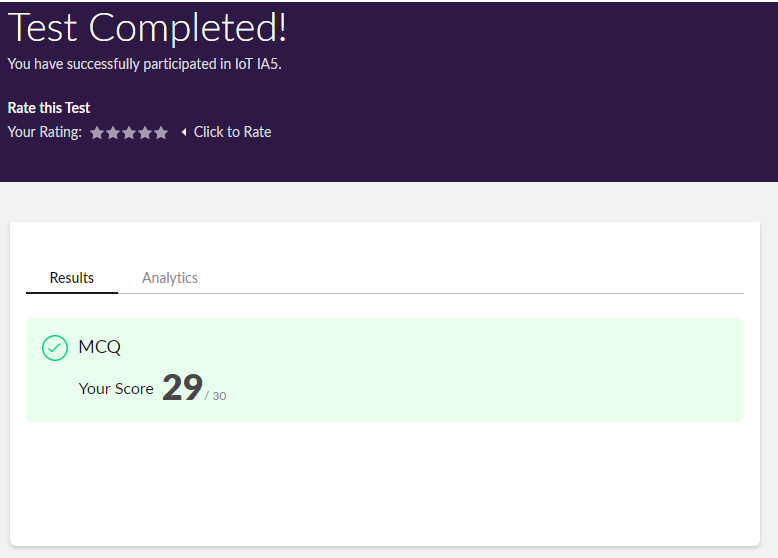 Test Completed!
You have successfully participated in IoT IA5.
Rate this Test
Your Rating: Click to Rate
Results Analytics
MCQ
Your Score 29 / 30